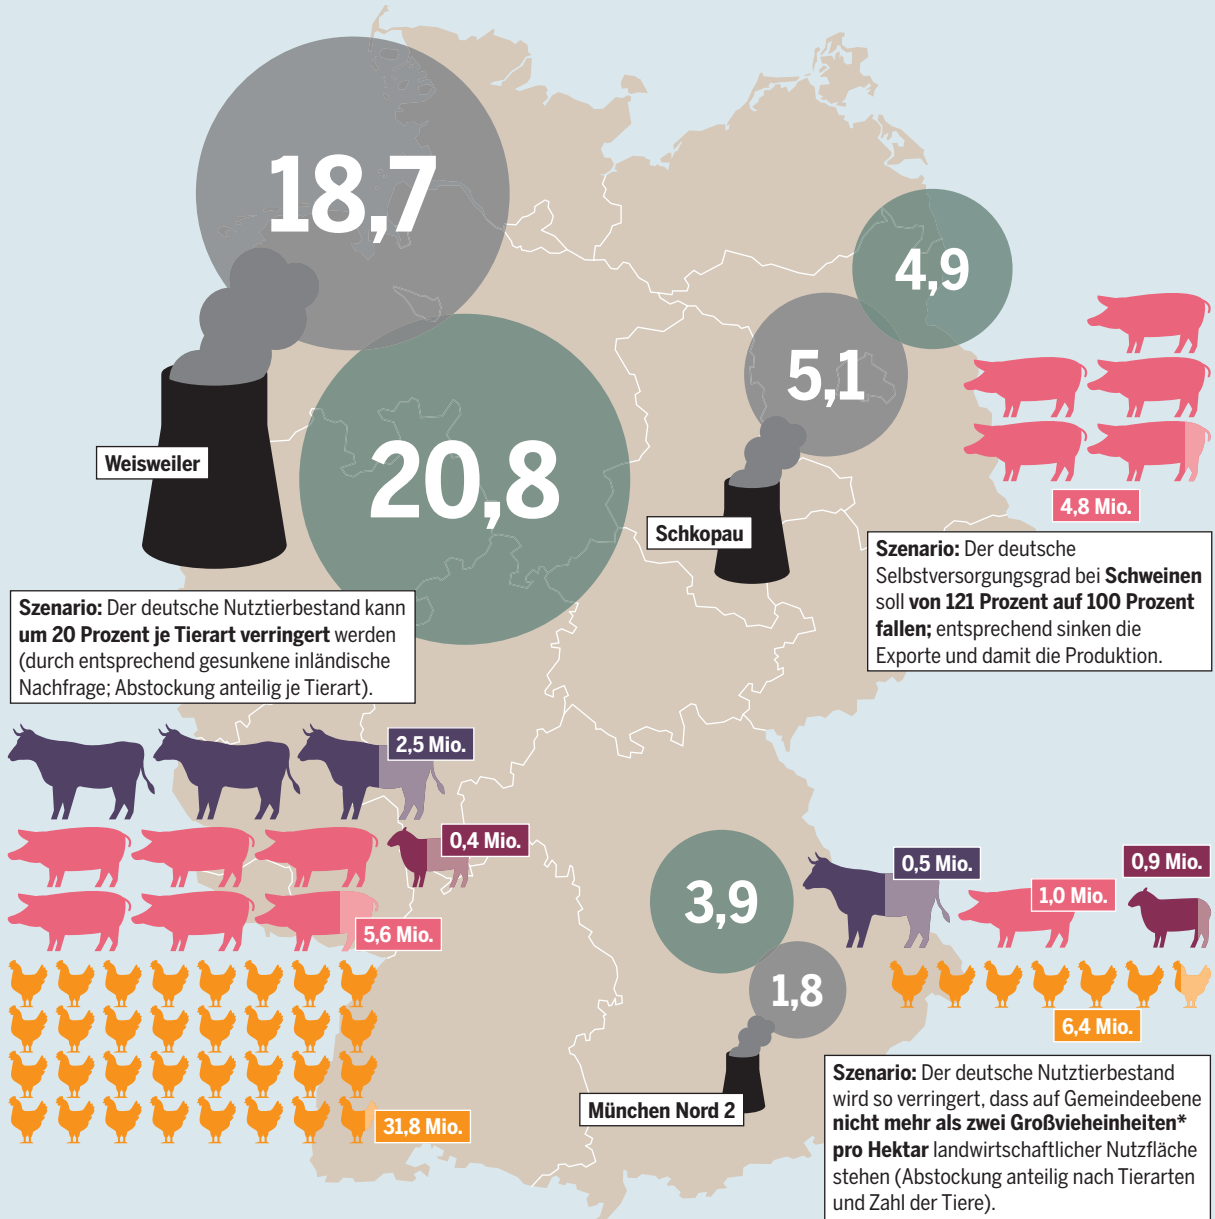 18,7
Weisweiler
20,8
Szenario: Der deutsche Nutztierbestand kann
um 20 Prozent je Tierart verringert werden
(durch entsprechend gesunkene inländische
Nachfrage; Abstockung anteilig je Tierart).
2,5 Mio.
0,4 Mio.
5,6 Mio.
31,8 Mio.
4,9
5,1
Schkopau
4,8 Mio.
Szenario: Der deutsche
Selbstversorgungsgrad bei Schweinen
soll von 121 Prozent auf 100 Prozent
fallen; entsprechend sinken die
Exporte und damit die Produktion.
3,9
1,8
München Nord 2
0,5 Mio.
1,0 Mio.
0,9 Mio.
6,4 Mio.
Szenario: Der deutsche Nutztierbestand
wird so verringert, dass auf Gemeindeebene
nicht mehr als zwei Großvieheinheiten*
pro Hektar landwirtschaftlicher Nutzfläche
stehen (Abstockung anteilig nach Tierarten
und Zahl der Tiere).